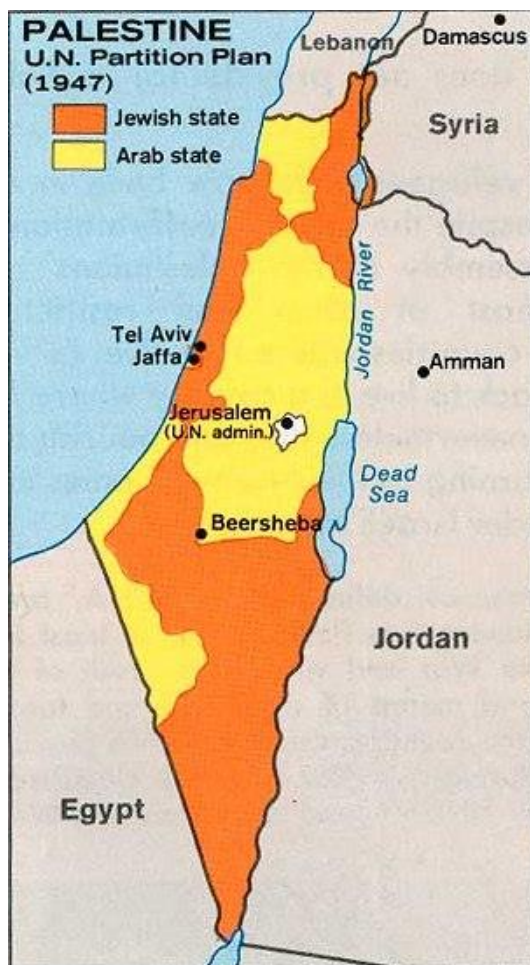 PALESTINE
U.N. Partition Plan
(1947)
Jewish state
Arab state
Lebanon
Damascus
Syria
Jordan River
Tel Aviv
Jaffa
Amman
Jerusalem
(U.N. admin.)
Dead
Sea
Beersheba
Jordan
Egypt